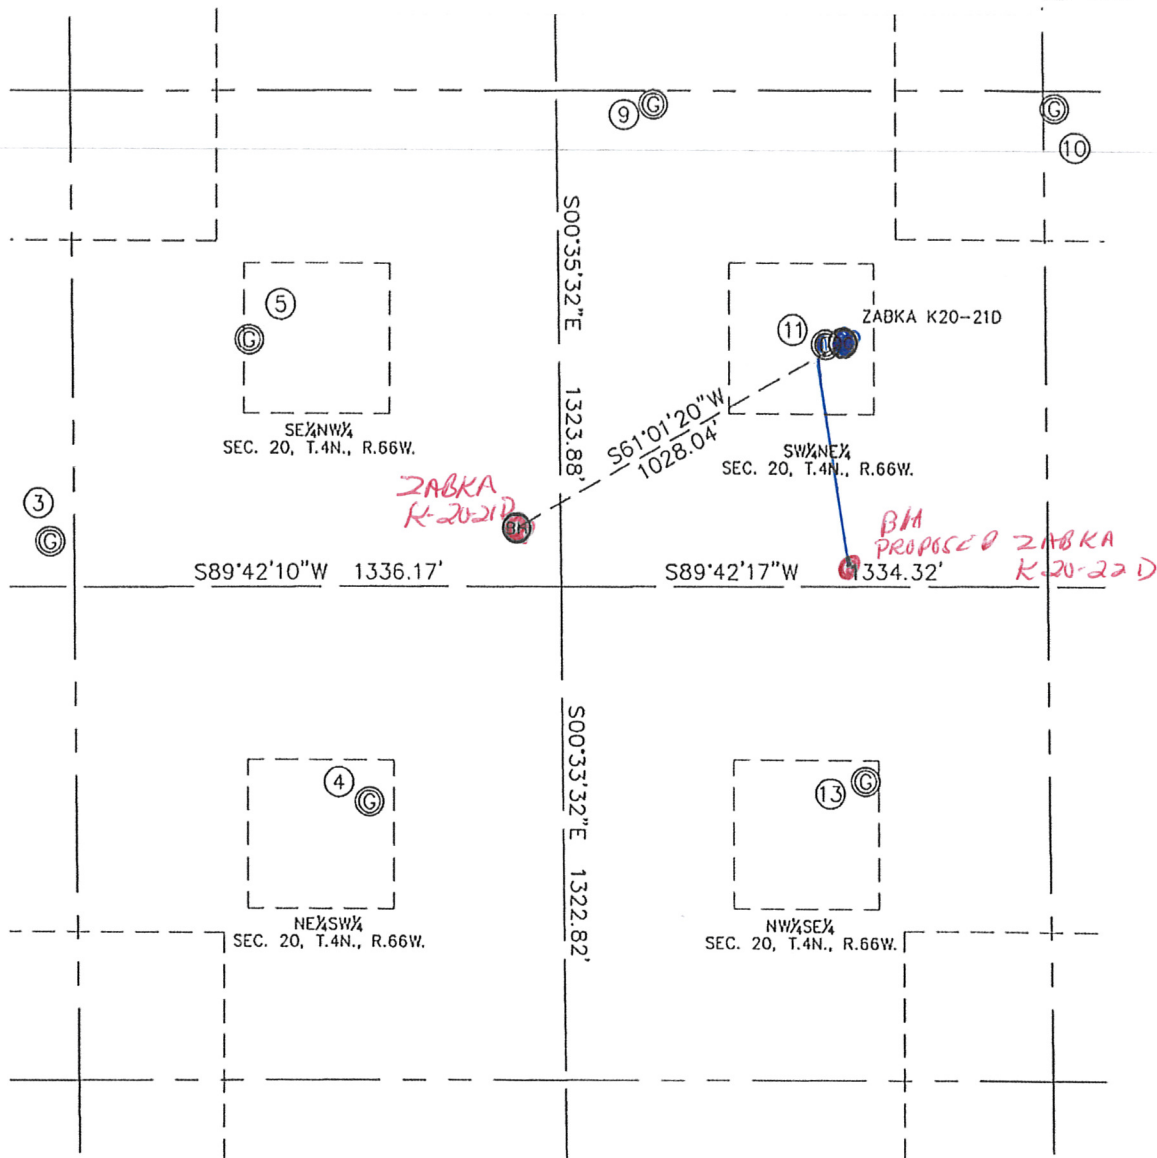 9
G
G
10
S00°35'32"E 1323.88'
5
G
11
ZABKA K20-21D
SE¼NW¼
SEC. 20, T.4N., R.66W.
S61°01'20"W
1028.04'
SW¼NE¼
SEC. 20, T.4N., R.66W.
3
G
ZABKA
K-20-21D
BH
BH
PROPOSED ZABKA
K-20-22D
S89°42'10"W 1336.17'
S89°42'17"W 1334.32'
S00°33'32"E 1322.82'
4
G
13
G
NE¼SW¼
SEC. 20, T.4N., R.66W.
NW¼SE¼
SEC. 20, T.4N., R.66W.